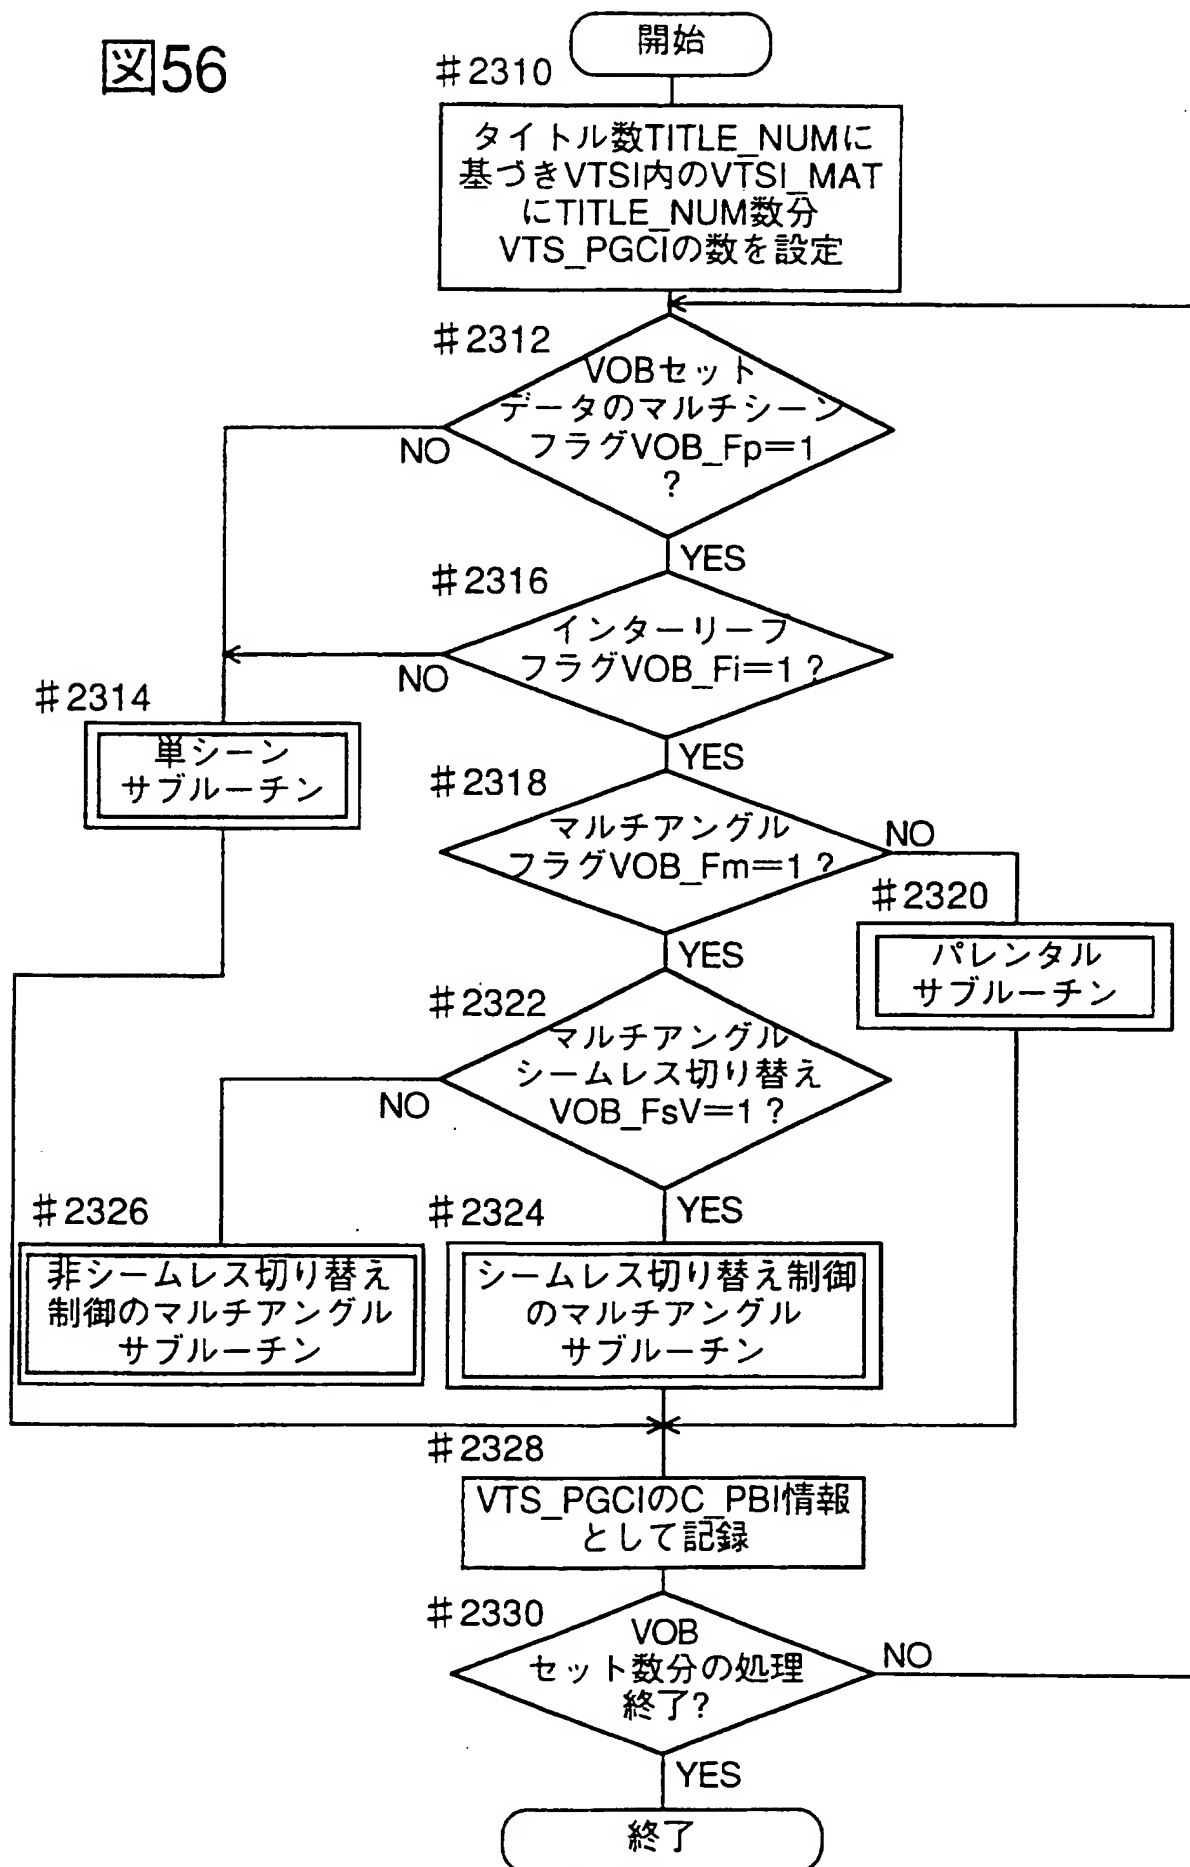 図56
開始
#2310
タイトル数TITLE_NUMに
基づきVTSI内のVTSI_MAT
にTITLE_NUM数分
VTS_PGCIの数を設定
#2312
VOBセット
データのマルチシーン
フラグVOB_Fp=1
?
NO
YES
#2316
インターリーフ
フラグVOB_Fi=1?
NO
YES
#2314
単シーン
サブルーチン
#2318
マルチアングル
フラグVOB_Fm=1?
NO
YES
#2320
パレンタル
サブルーチン
#2322
マルチアングル
シームレス切り替え
VOB_FsV=1?
NO
YES
#2326
非シームレス切り替え
制御のマルチアングル
サブルーチン
#2324
シームレス切り替え制御
のマルチアングル
サブルーチン
#2328
VTS_PGCIのC_PBI情報
として記録
#2330
VOB
セット数分の処理
終了?
NO
YES
終了